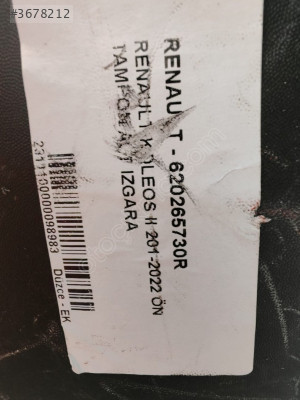 #3678212
RENAULT - 620265730R
RENAULT KOLEOS II 201-2022 ÖN
TAMPON ALT IZGARA
Düzce - EK